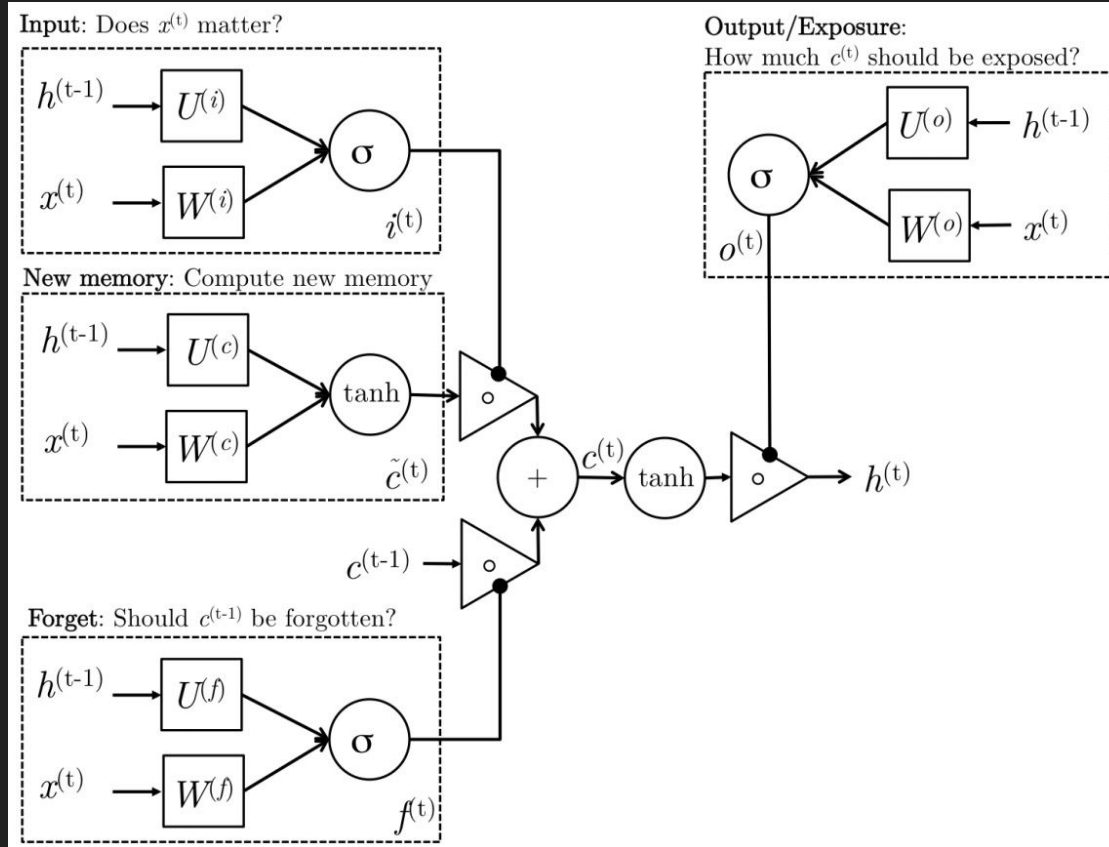 Input: Does x^(t) matter?
h^(t-1)
U^(i)
σ
x^(t)
W^(i)
i^(t)
New memory: Compute new memory
h^(t-1)
U^(c)
tanh
x^(t)
W^(c)
c̃^(t)
∘
+
c^(t)
tanh
∘
h^(t)
c^(t-1)
∘
Forget: Should c^(t-1) be forgotten?
h^(t-1)
U^(f)
σ
x^(t)
W^(f)
f^(t)
Output/Exposure:
How much c^(t) should be exposed?
U^(o)
h^(t-1)
σ
W^(o)
x^(t)
o^(t)